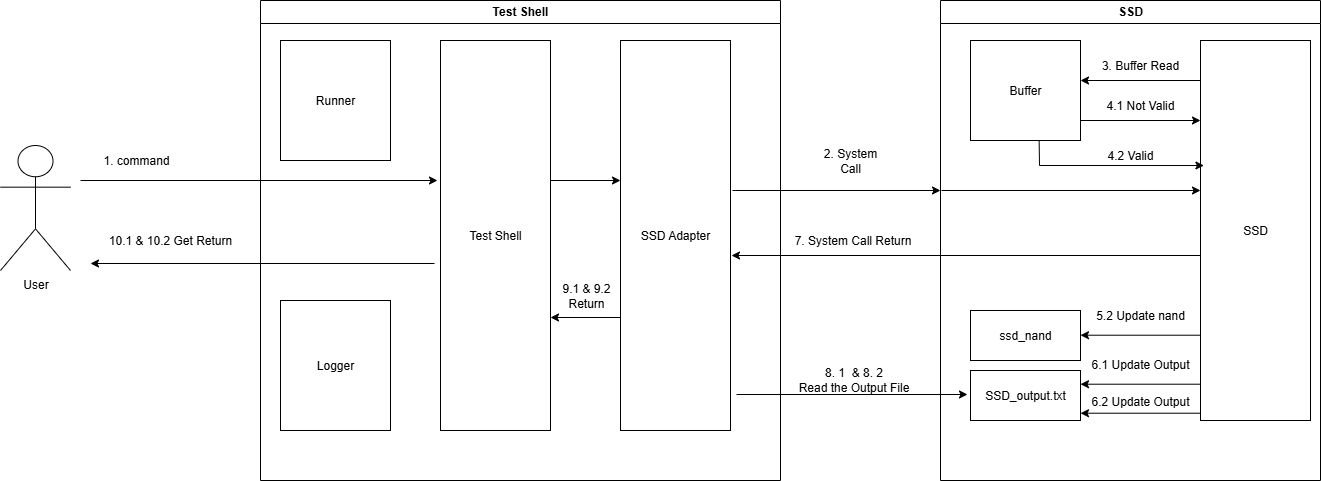 Test Shell
SSD
Runner
Buffer
3. Buffer Read
4.1 Not Valid
4.2 Valid
1. command
2. System
Call
10.1 & 10.2 Get Return
Test Shell
SSD Adapter
7. System Call Return
SSD
User
9.1 & 9.2
Return
Logger
5.2 Update nand
ssd_nand
6.1 Update Output
8. 1  & 8. 2
Read the Output File
SSD_output.txt
6.2 Update Output